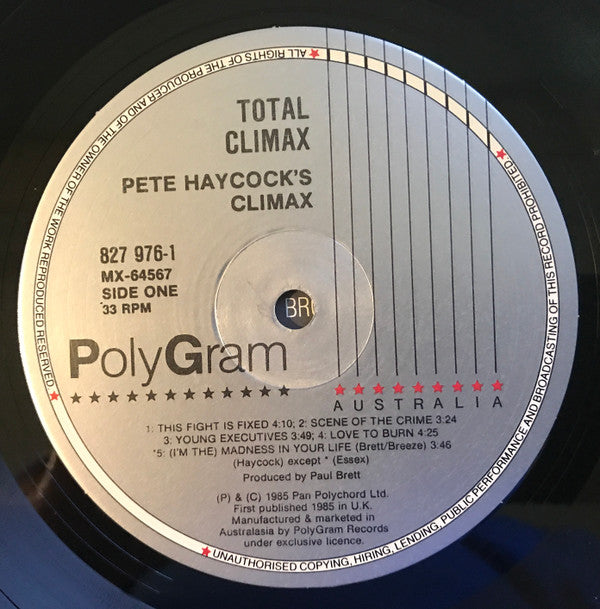 TOTAL
CLIMAX
PETE HAYCOCK'S
CLIMAX
827 976-1
MX-64567
SIDE ONE
33 RPM
BR
PolyGram
AUSTRALIA
1: THIS FIGHT IS FIXED 4:10; 2: SCENE OF THE CRIME 3:24
3: YOUNG EXECUTIVES 3:49; 4: LOVE TO BURN 4:25
*5: (I'M THE) MADNESS IN YOUR LIFE (Brett/Breeze) 3:46
(Haycock) except * (Essex)
Produced by Paul Brett
(P) & (C) 1985 Pan Polychord Ltd.
First published 1985 in U.K.
Manufactured & marketed in
Australasia by PolyGram Records
under exclusive licence.
ALL RIGHTS OF THE PRODUCER AND OF THE OWNER OF THE WORK REPRODUCED RESERVED.
UNAUTHORISED COPYING, HIRING, LENDING, PUBLIC PERFORMANCE AND BROADCASTING OF THIS RECORD PROHIBITED.